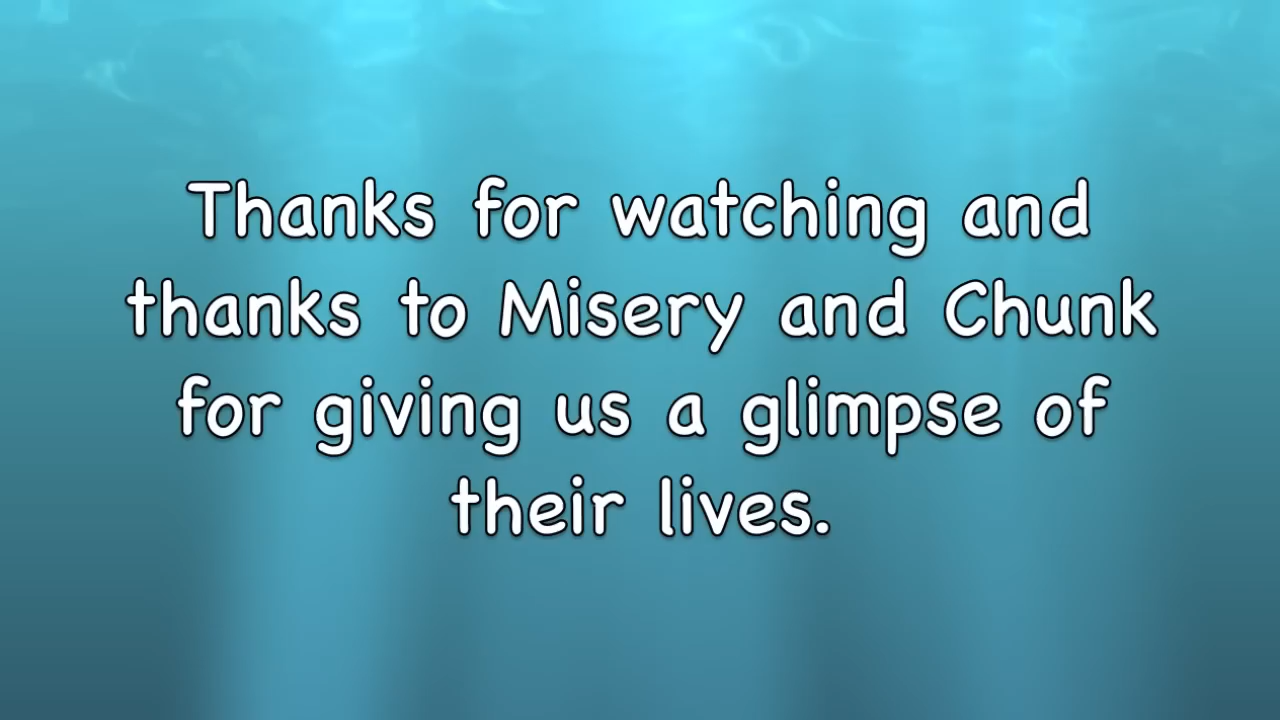 Thanks for watching and
thanks to Misery and Chunk
for giving us a glimpse of
their lives.